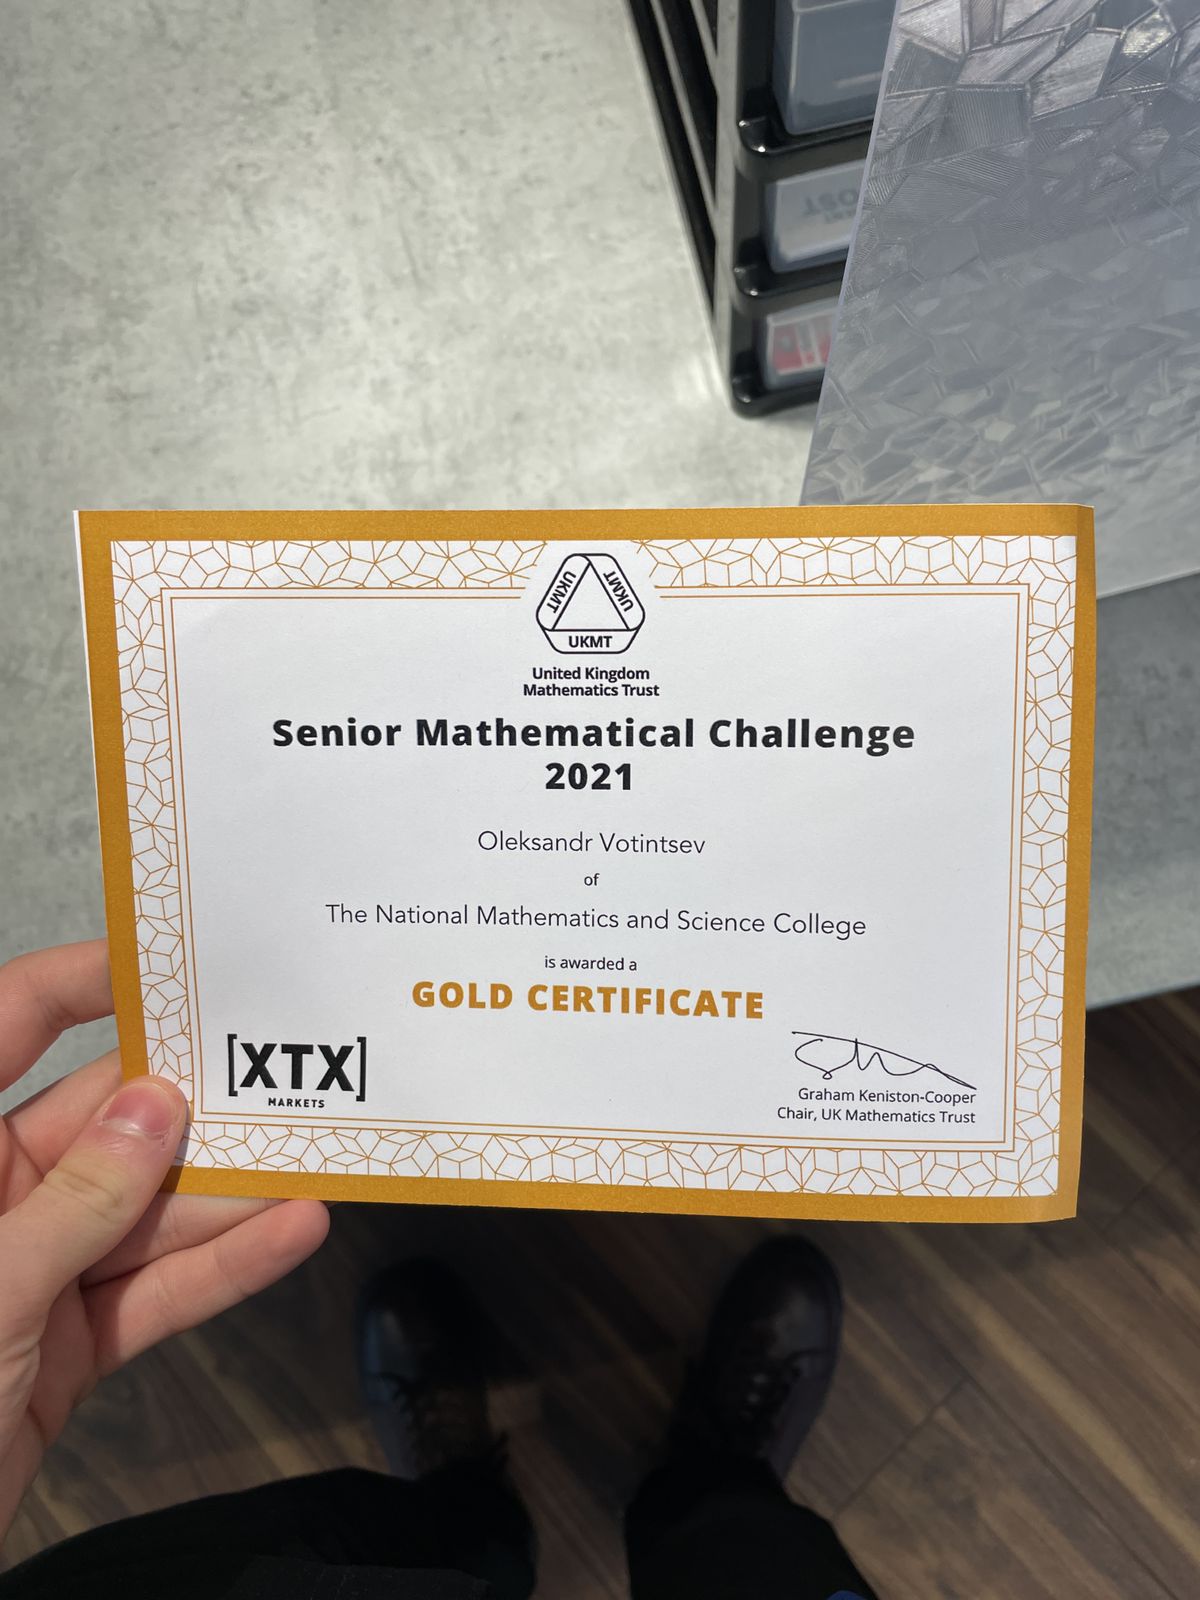 UKMT
UKMT
UKMT
United Kingdom
Mathematics Trust
Senior Mathematical Challenge
2021
Oleksandr Votintsev
of
The National Mathematics and Science College
is awarded a
GOLD CERTIFICATE
[XTX]
MARKETS
Graham Keniston-Cooper
Chair, UK Mathematics Trust